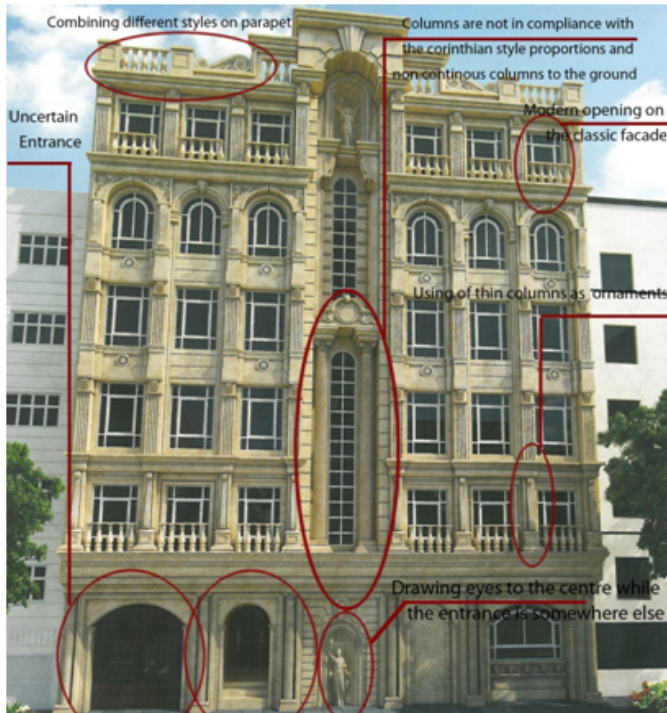 Combining different styles on parapet
Columns are not in compliance with
the corinthian style proportions and
non continous columns to the ground
Uncertain
Entrance
Modern opening on
the classic facade
Using of thin columns as ornaments
Drawing eyes to the centre while
the entrance is somewhere else